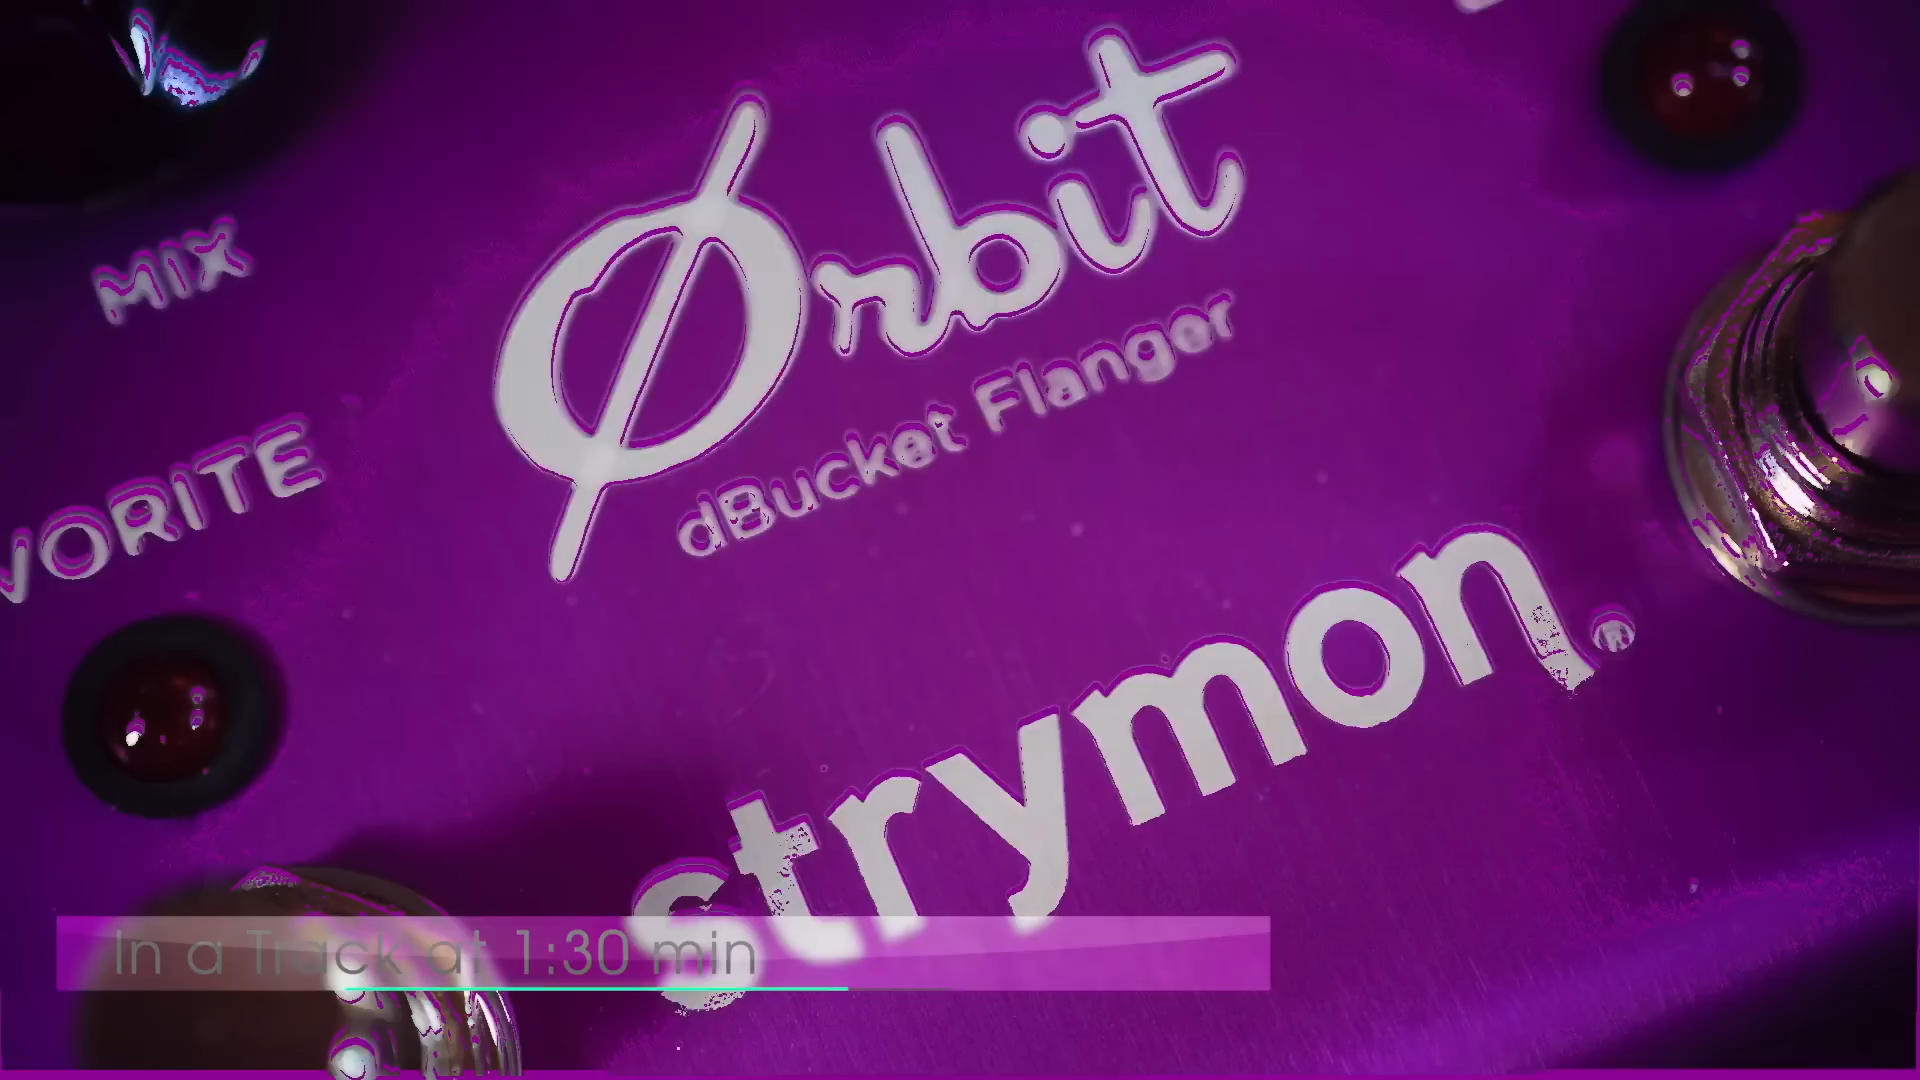 Ørbit
MIX
dBucket Flanger
VORITE
strymon®
In a Track at 1:30 min